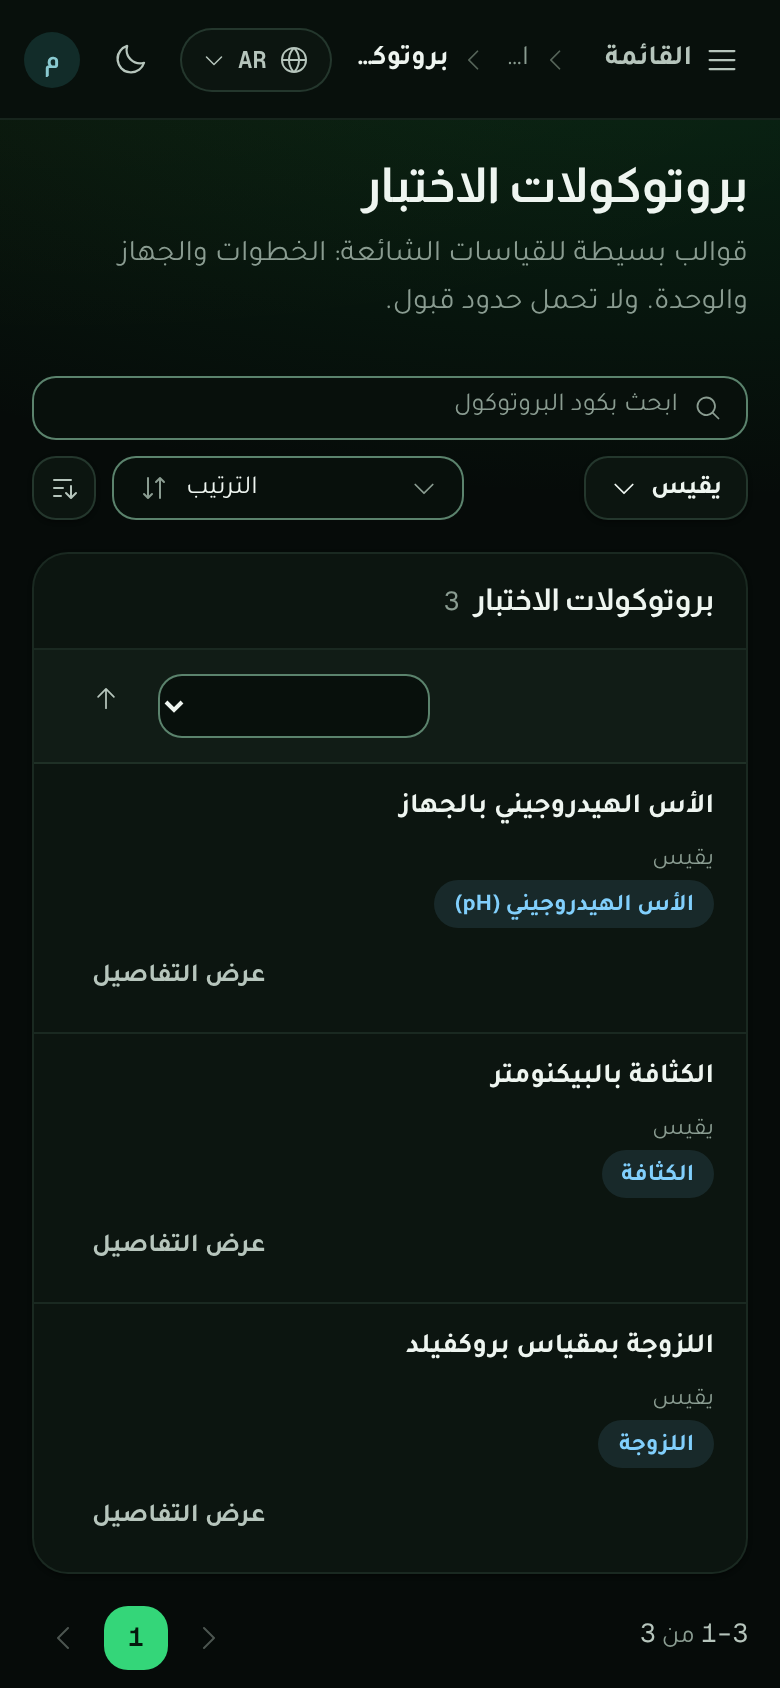 القائمة
ا...
بروتوك...
AR
م
بروتوكولات الاختبار
قوالب بسيطة للقياسات الشائعة: الخطوات والجهاز
والوحدة. ولا تحمل حدود قبول.
ابحث بكود البروتوكول
يقيس
الترتيب
بروتوكولات الاختبار 3
الأس الهيدروجيني بالجهاز
يقيس
الأس الهيدروجيني (pH)
عرض التفاصيل
الكثافة بالبيكنومتر
يقيس
الكثافة
عرض التفاصيل
اللزوجة بمقياس بروكفيلد
يقيس
اللزوجة
عرض التفاصيل
1–3 من 3
1